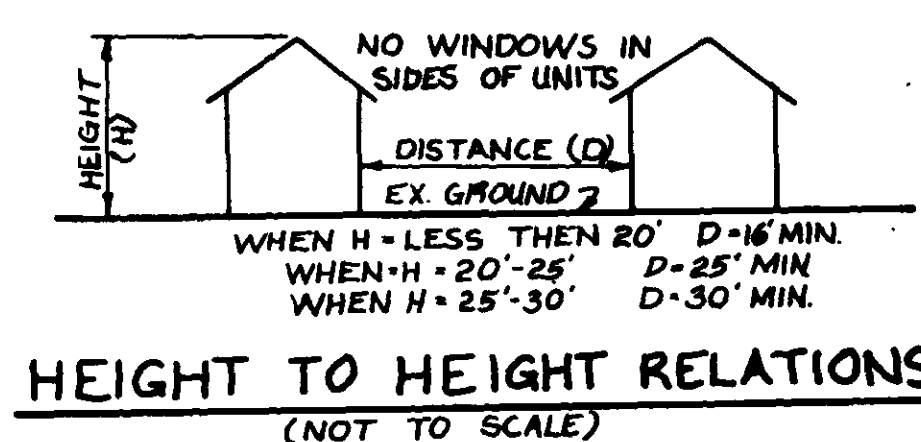 NO WINDOWS IN
SIDES OF UNITS
HEIGHT
(H)
DISTANCE (D)
EX. GROUND
WHEN H = LESS THEN 20' D=16' MIN.
WHEN=H = 20'-25' D=25' MIN
WHEN H = 25'-30' D=30' MIN.
HEIGHT TO HEIGHT RELATIONS
(NOT TO SCALE)